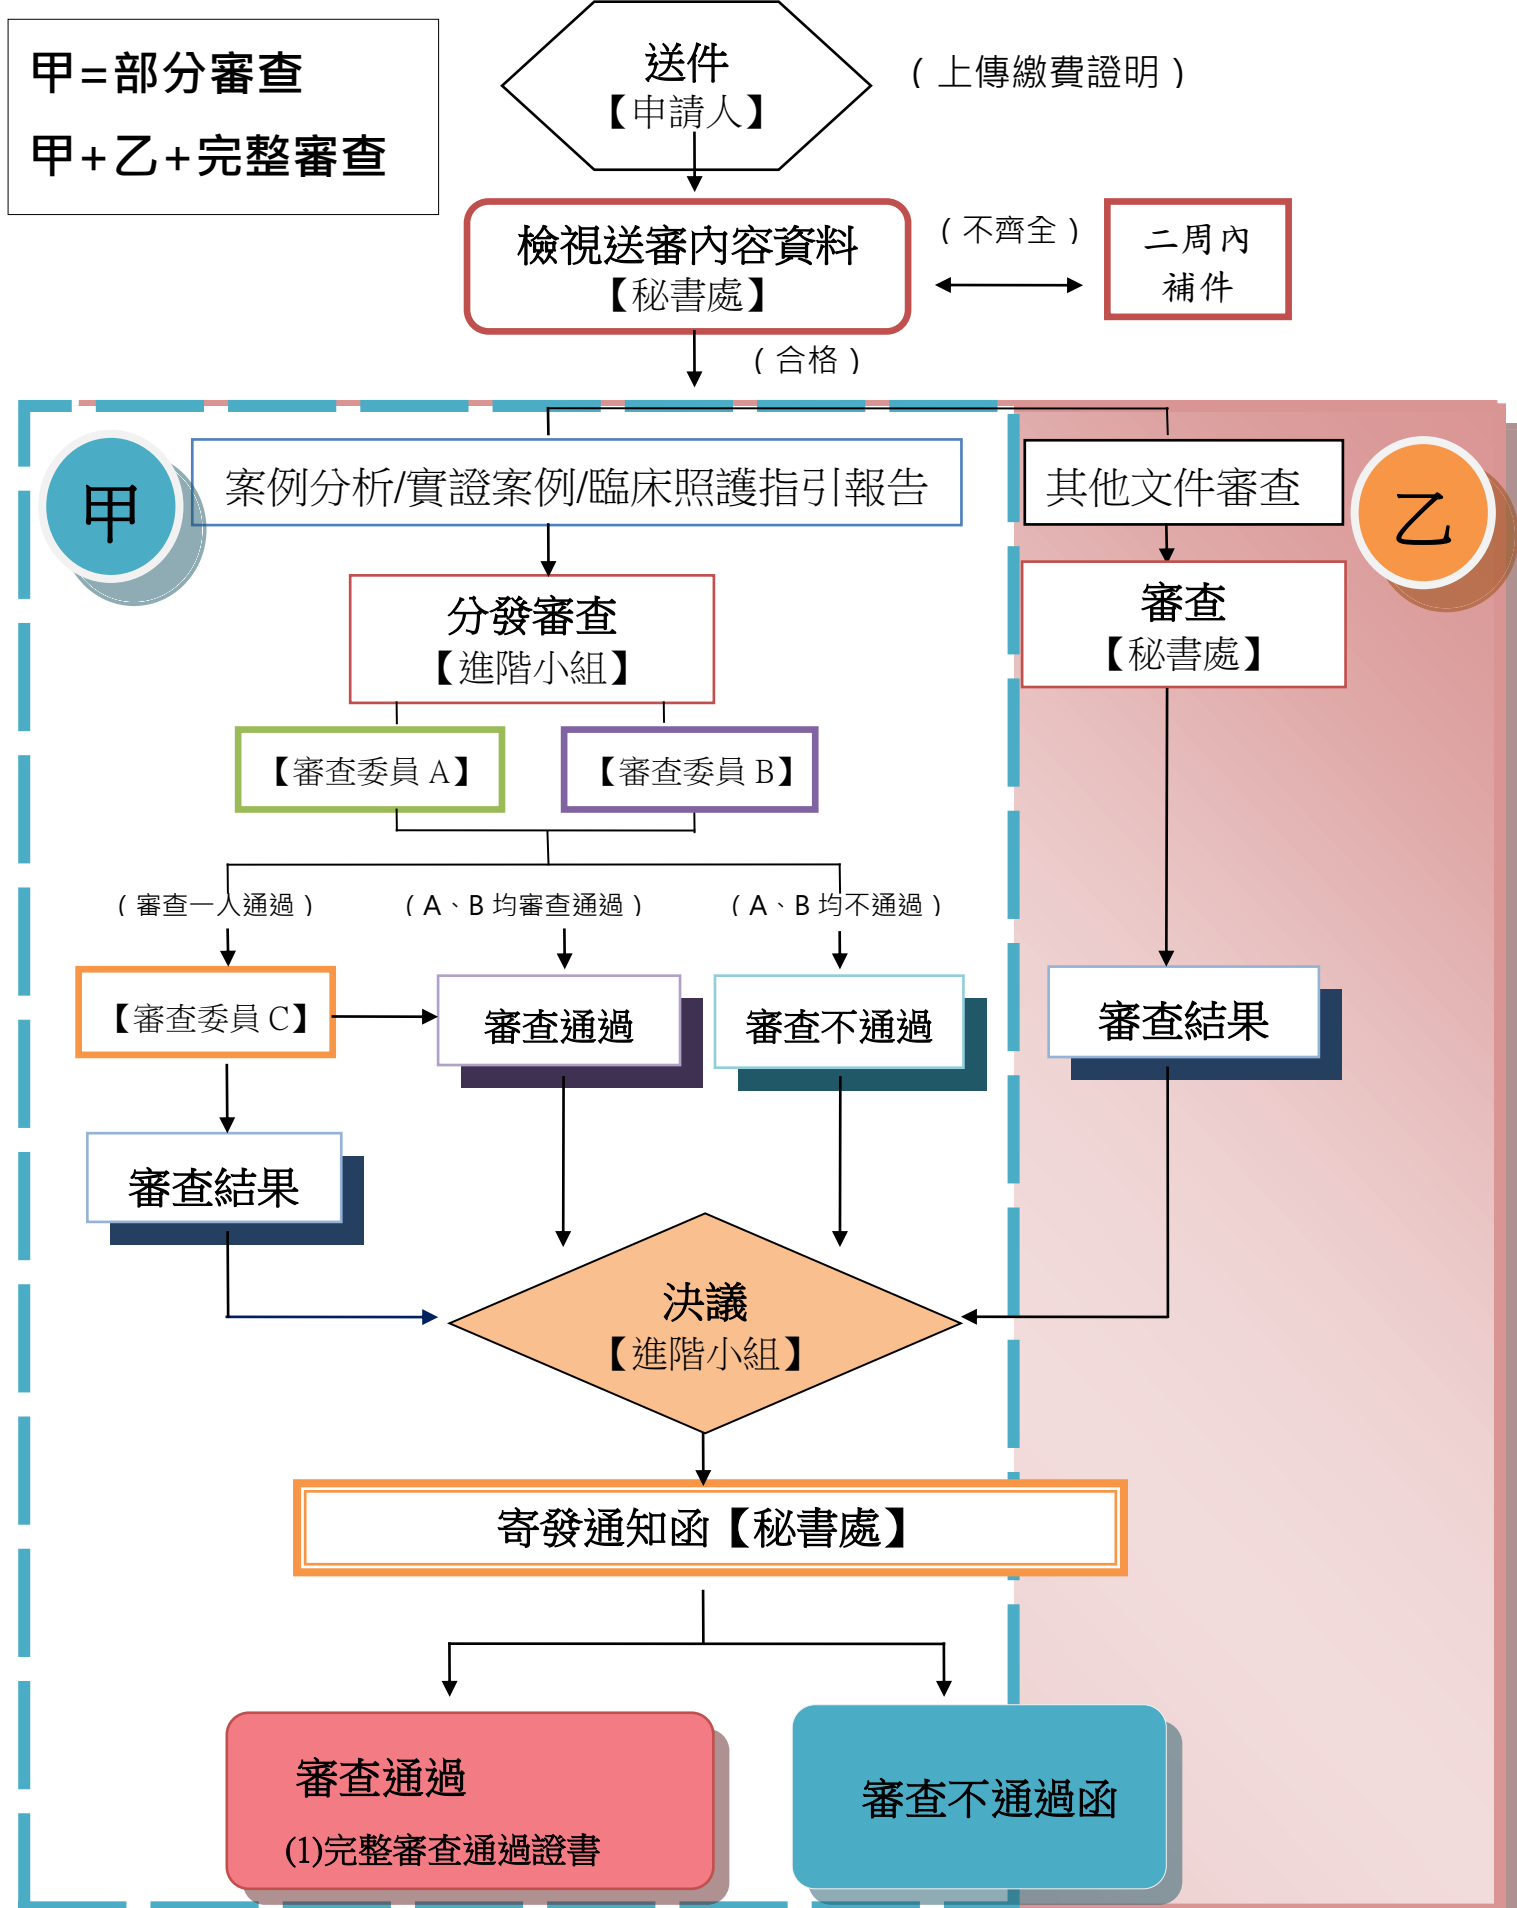 甲=部分審查
甲+乙+完整審查
送件
【申請人】
(上傳繳費證明)
檢視送審內容資料
【秘書處】
(不齊全)
二周內
補件
(合格)
甲
案例分析/實證案例/臨床照護指引報告
其他文件審查
乙
分發審查
【進階小組】
審查
【秘書處】
【審查委員 A】
【審查委員 B】
(審查一人通過)
(A、B 均審查通過)
(A、B 均不通過)
【審查委員 C】
審查通過
審查不通過
審查結果
審查結果
決議
【進階小組】
寄發通知函【秘書處】
審查通過
(1)完整審查通過證書
審查不通過函